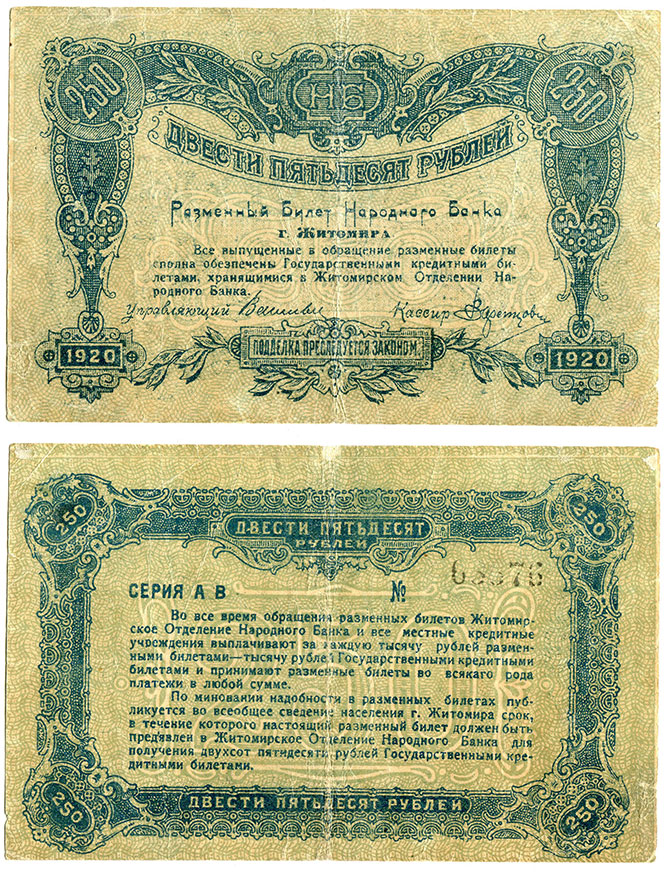 250 НБ 250
ДВЕСТИ ПЯТЬДЕСЯТ РУБЛЕЙ
Разменный Билет Народного Банка
г. Житомира
Все выпущенные в обращение разменные билеты
сполна обеспечены Государственными кредитными би-
летами, хранящимися в Житомирском Отделении На-
родного Банка.
Управляющий
Кассир
1920 ПОДДЕЛКА ПРЕСЛЕДУЕТСЯ ЗАКОНОМ 1920
250 250
ДВЕСТИ ПЯТЬДЕСЯТ
РУБЛЕЙ
СЕРИЯ А В №
Во все время обращения разменных билетов Житомир-
ское Отделение Народного Банка и все местные кредитные
учреждения выплачивают за каждую тысячу рублей размен-
ными билетами—тысячу рублей Государственными кредитными
билетами и принимают разменные билеты во всякаго рода
платежи в любой сумме.
По миновании надобности в разменных билетах пуб-
ликуется во всеобщее сведение населения г. Житомира срок,
в течение которого настоящий разменный билет должен быть
предявлен в Житомирское Отделение Народного Банка для
получения двухсот пятидесяти рублей Государственными кре-
дитными билетами.
250 250
ДВЕСТИ ПЯТЬДЕСЯТ РУБЛЕЙ